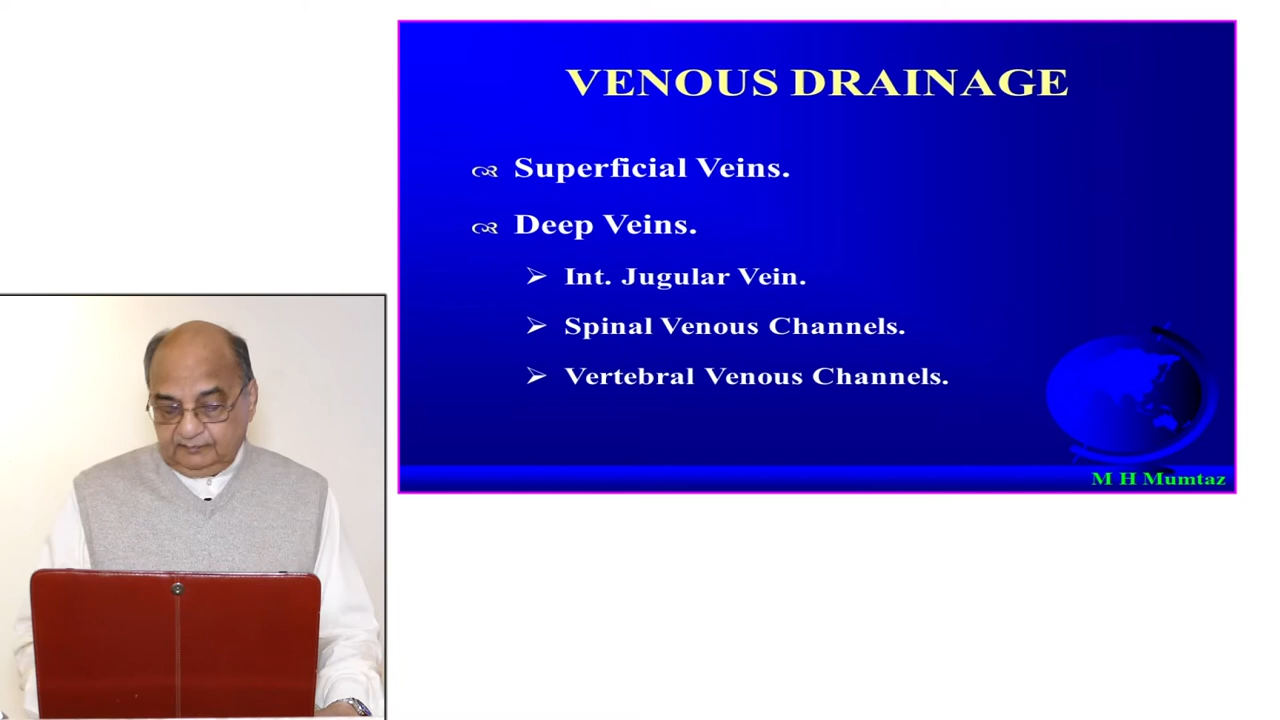 VENOUS DRAINAGE
Superficial Veins.
Deep Veins.
Int. Jugular Vein.
Spinal Venous Channels.
Vertebral Venous Channels.
M H Mumtaz